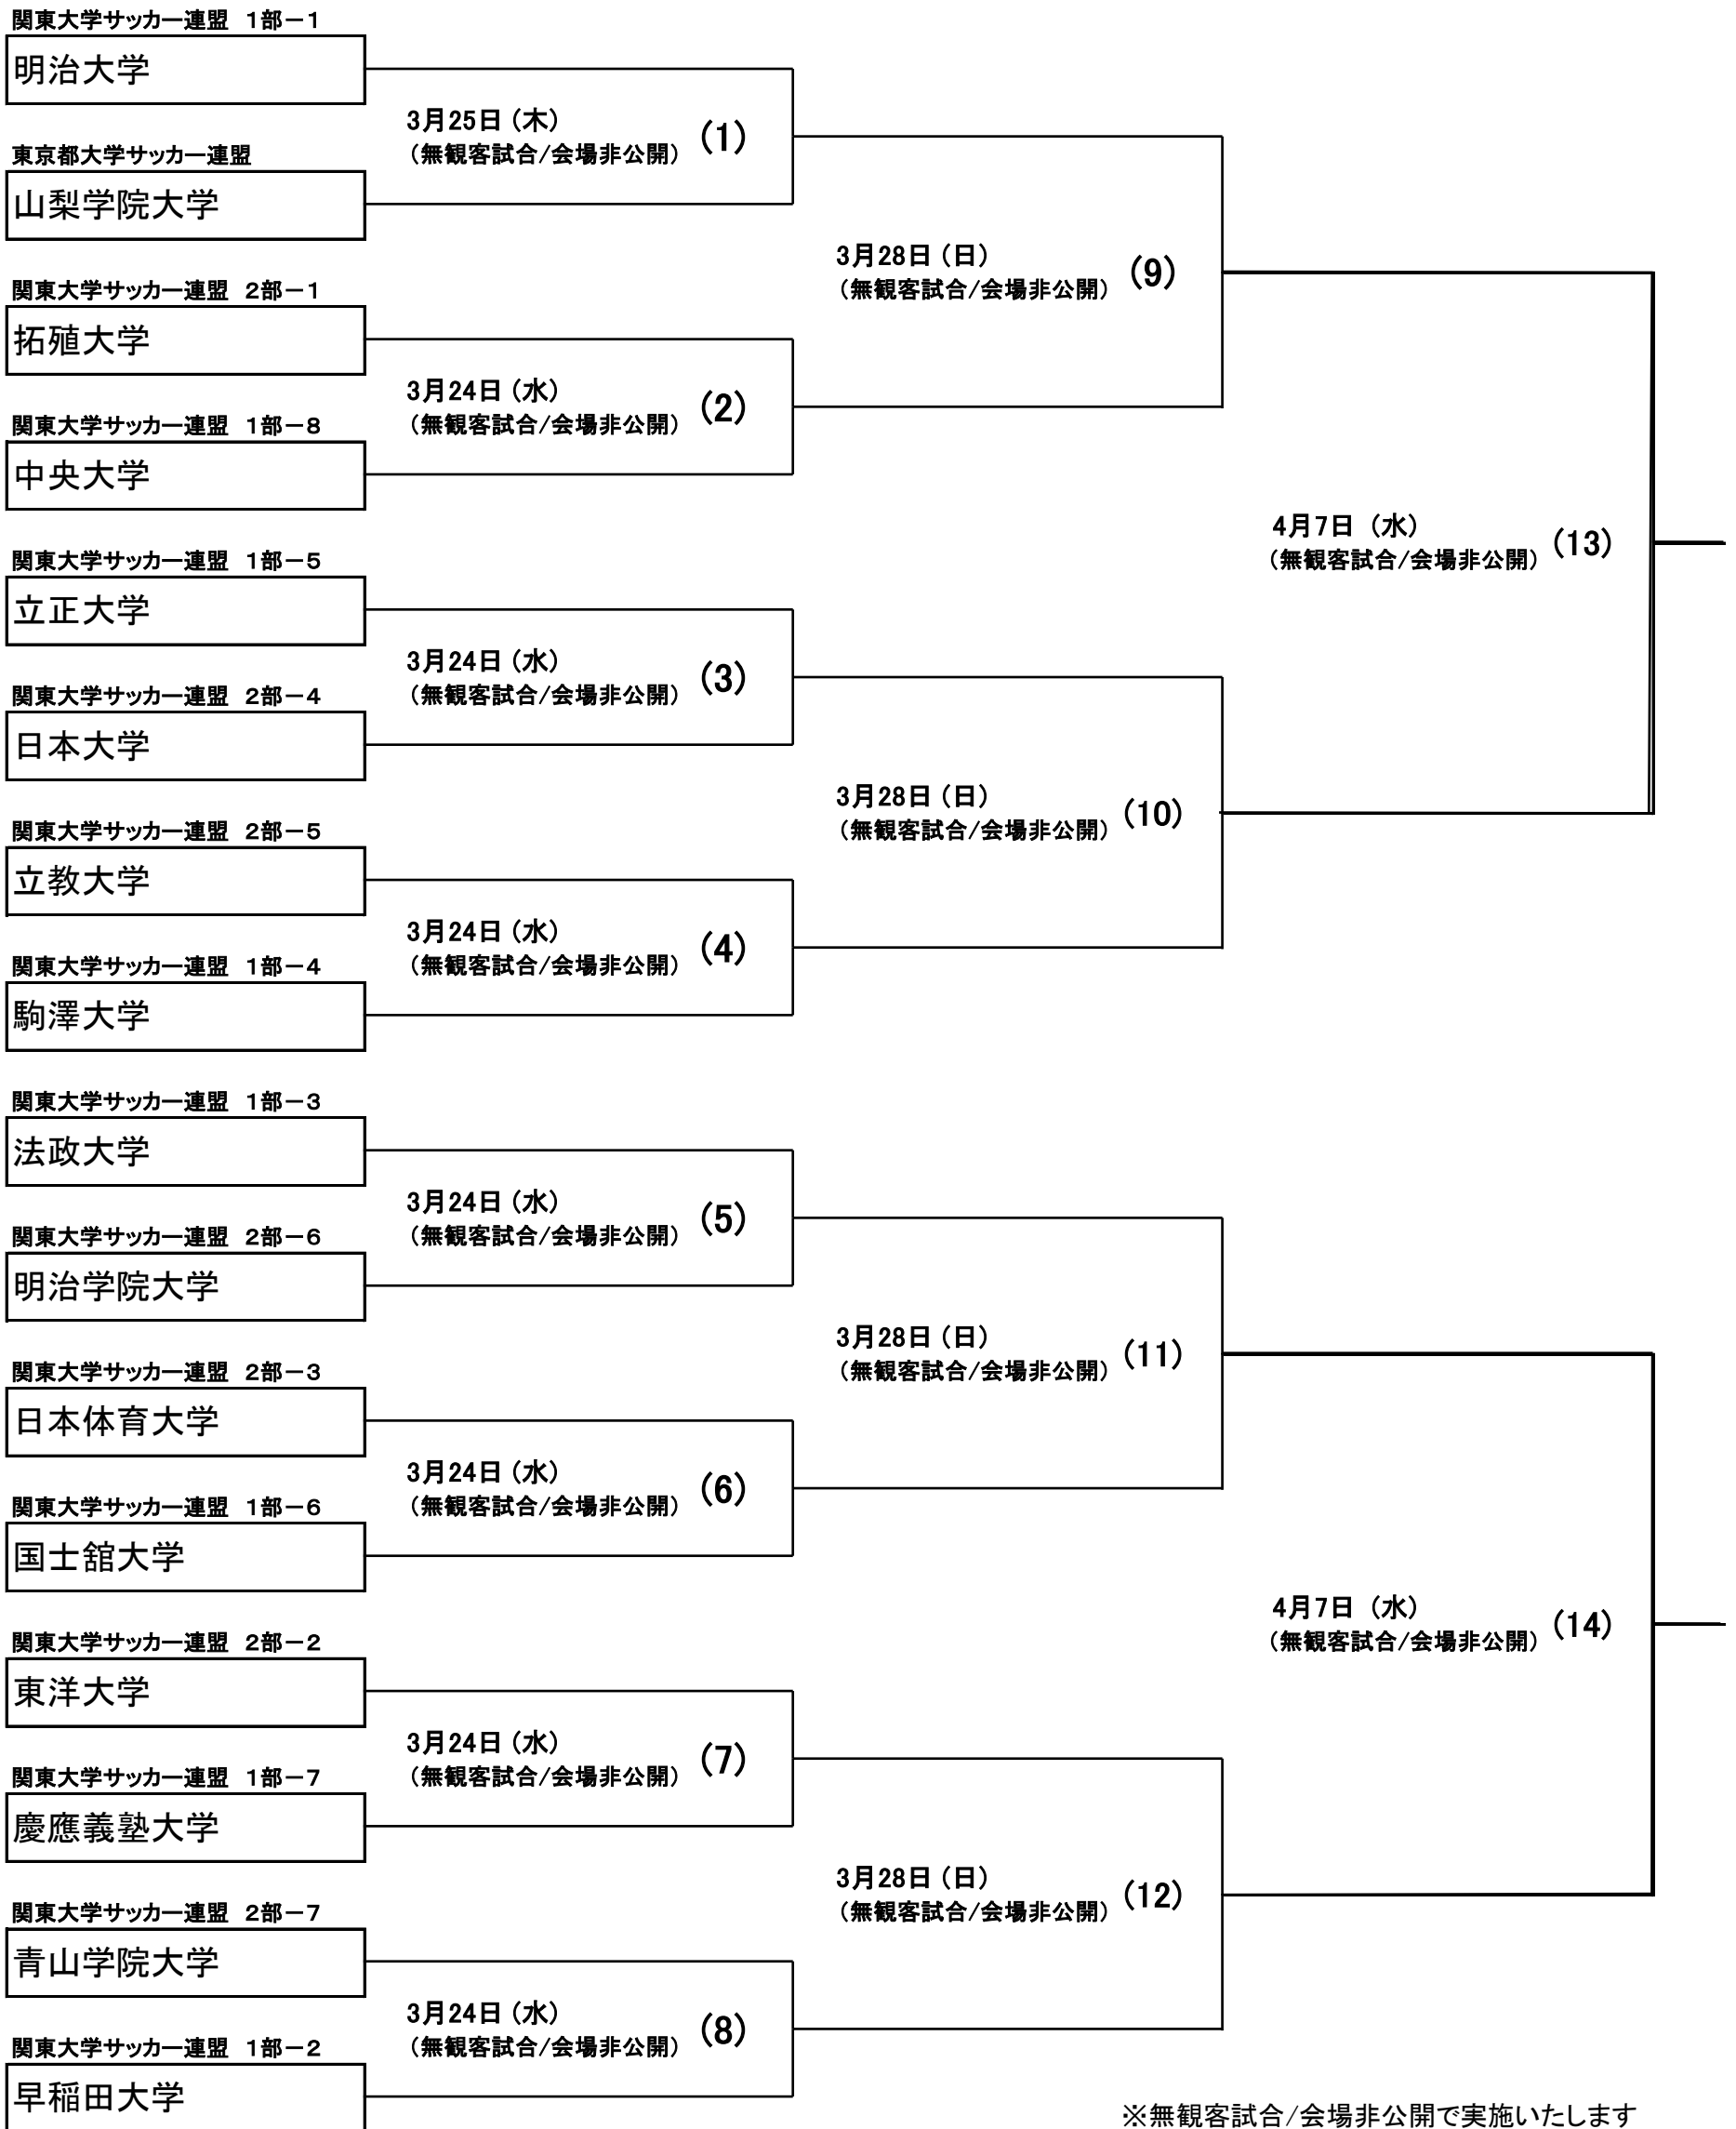 関東大学サッカー連盟 1部－1
明治大学
3月25日（木）
（無観客試合/会場非公開）
(1)
東京都大学サッカー連盟
山梨学院大学
3月28日（日）
（無観客試合/会場非公開）
(9)
関東大学サッカー連盟 2部－1
拓殖大学
3月24日（水）
（無観客試合/会場非公開）
(2)
関東大学サッカー連盟 1部－8
中央大学
4月7日（水）
（無観客試合/会場非公開）
(13)
関東大学サッカー連盟 1部－5
立正大学
3月24日（水）
（無観客試合/会場非公開）
(3)
関東大学サッカー連盟 2部－4
日本大学
3月28日（日）
（無観客試合/会場非公開）
(10)
関東大学サッカー連盟 2部－5
立教大学
3月24日（水）
（無観客試合/会場非公開）
(4)
関東大学サッカー連盟 1部－4
駒澤大学
関東大学サッカー連盟 1部－3
法政大学
3月24日（水）
（無観客試合/会場非公開）
(5)
関東大学サッカー連盟 2部－6
明治学院大学
3月28日（日）
（無観客試合/会場非公開）
(11)
関東大学サッカー連盟 2部－3
日本体育大学
3月24日（水）
（無観客試合/会場非公開）
(6)
関東大学サッカー連盟 1部－6
国士舘大学
4月7日（水）
（無観客試合/会場非公開）
(14)
関東大学サッカー連盟 2部－2
東洋大学
3月24日（水）
（無観客試合/会場非公開）
(7)
関東大学サッカー連盟 1部－7
慶應義塾大学
3月28日（日）
（無観客試合/会場非公開）
(12)
関東大学サッカー連盟 2部－7
青山学院大学
3月24日（水）
（無観客試合/会場非公開）
(8)
関東大学サッカー連盟 1部－2
早稲田大学
※無観客試合/会場非公開で実施いたします